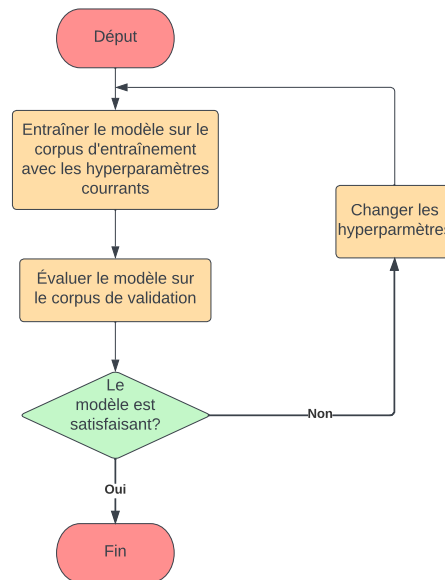 Déput
Entraîner le modèle sur le
corpus d'entraînement
avec les hyperparamètres
courrants
Changer les
hyperparmètres
Évaluer le modèle sur
le corpus de validation
Le
modèle est
satisfaisant?
Non
Oui
Fin